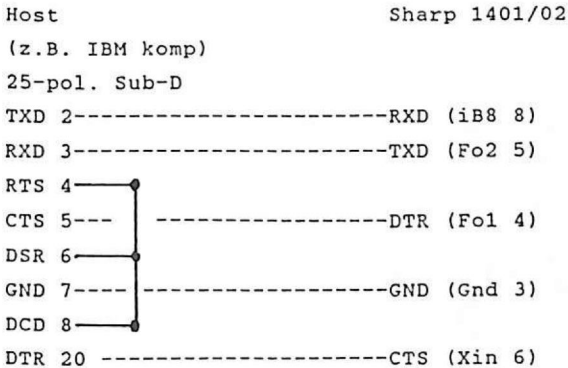 Host Sharp 1401/02
(z.B. IBM komp)
25-pol. Sub-D
TXD 2-----------------------RXD (iB8 8)
RXD 3-----------------------TXD (Fo2 5)
RTS 4
CTS 5--- -----------------DTR (Fo1 4)
DSR 6
GND 7---- -----------------GND (Gnd 3)
DCD 8
DTR 20 ---------------------CTS (Xin 6)